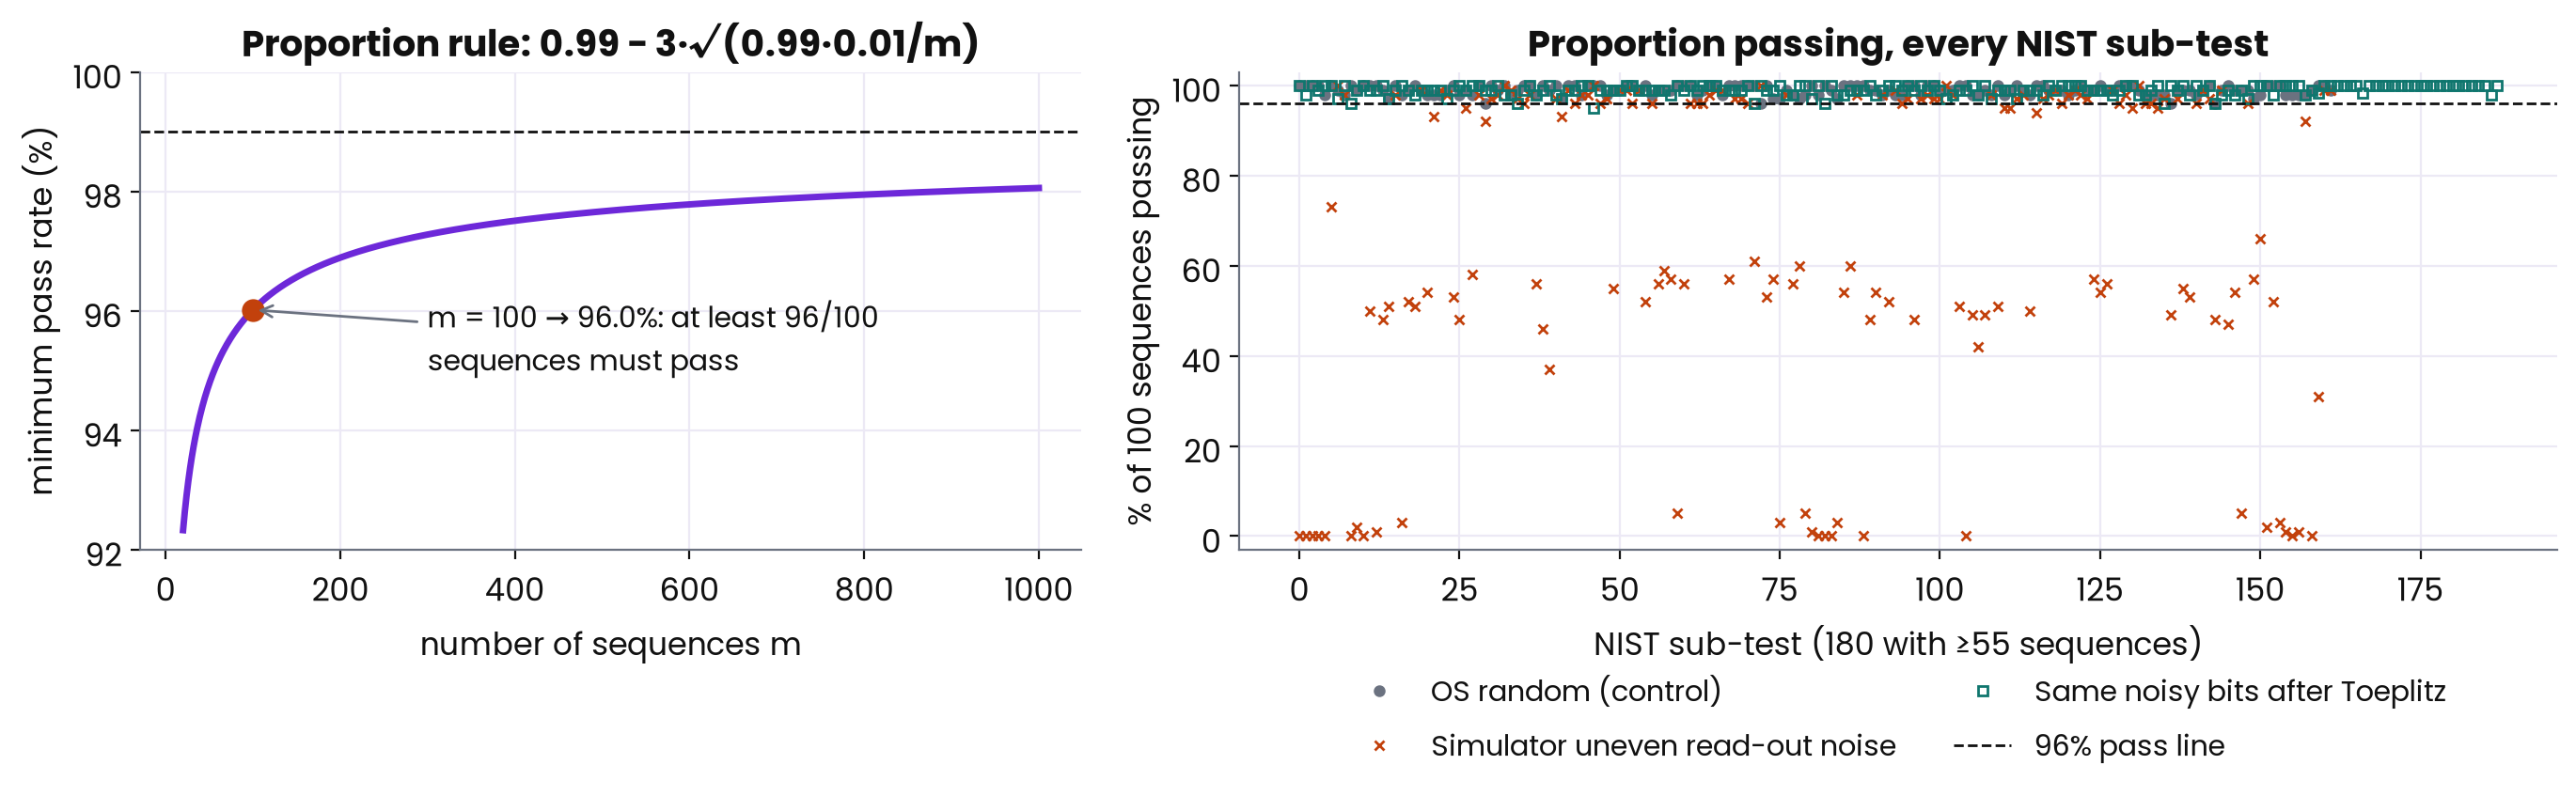 Proportion rule: 0.99 − 3·√(0.99·0.01/m)
minimum pass rate (%)
100
98
96
94
92
m = 100 → 96.0%: at least 96/100
sequences must pass
0 200 400 600 800 1000
number of sequences m
Proportion passing, every NIST sub-test
% of 100 sequences passing
100
80
60
40
20
0
0 25 50 75 100 125 150 175
NIST sub-test (180 with ≥55 sequences)
OS random (control)
Simulator uneven read-out noise
Same noisy bits after Toeplitz
96% pass line